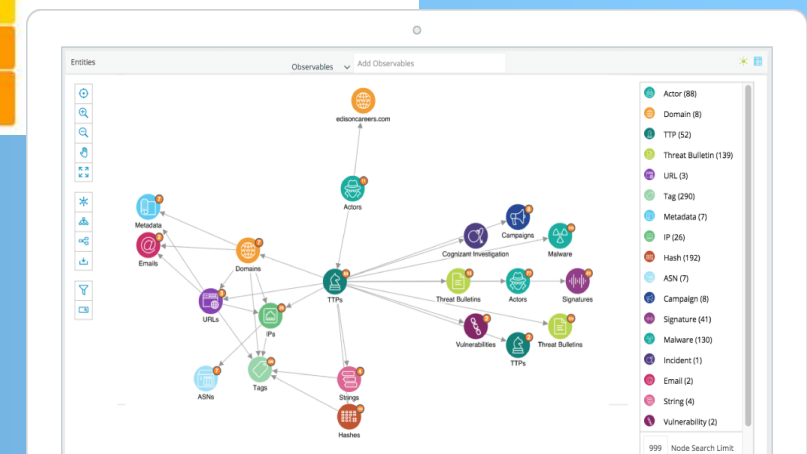 Entities
Observables
Add Observables
edisoncareers.com
Actors
Metadata
Emails
Domains
URLs
IPs
ASNs
Tags
TTPs
Strings
Hashes
Campaigns
Cognizant Investigation
Malware
Threat Bulletins
Actors
Signatures
Vulnerabilities
TTPs
Threat Bulletins
Actor (88)
Domain (8)
TTP (52)
Threat Bulletin (139)
URL (3)
Tag (290)
Metadata (7)
IP (26)
Hash (192)
ASN (7)
Campaign (8)
Signature (41)
Malware (130)
Incident (1)
Email (2)
String (4)
Vulnerability (2)
999 Node Search Limit